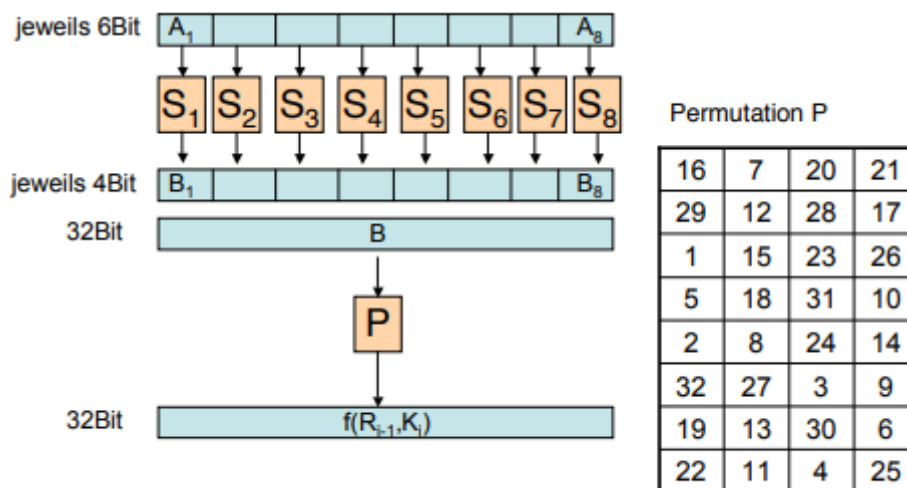 jeweils 6Bit A₁ A₈
S₁ S₂ S₃ S₄ S₅ S₆ S₇ S₈
jeweils 4Bit B₁ B₈
32Bit B
P
32Bit f(Rᵢ₋₁,Kᵢ)
Permutation P
16 7 20 21
29 12 28 17
1 15 23 26
5 18 31 10
2 8 24 14
32 27 3 9
19 13 30 6
22 11 4 25